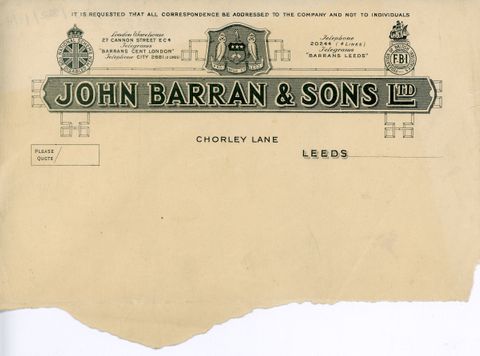 IT IS REQUESTED THAT ALL CORRESPONDENCE BE ADDRESSED TO THE COMPANY AND NOT TO INDIVIDUALS
London Warehouse
27 CANNON STREET EC4
Telegrams
"BARRANS CENT LONDON"
Telephone CITY 2681 (2 LINES)
Telephone
20244 (4 LINES)
Telegrams
"BARRANS LEEDS"
FBI
JOHN BARRAN & SONS LTD
CHORLEY LANE
LEEDS
PLEASE
QUOTE